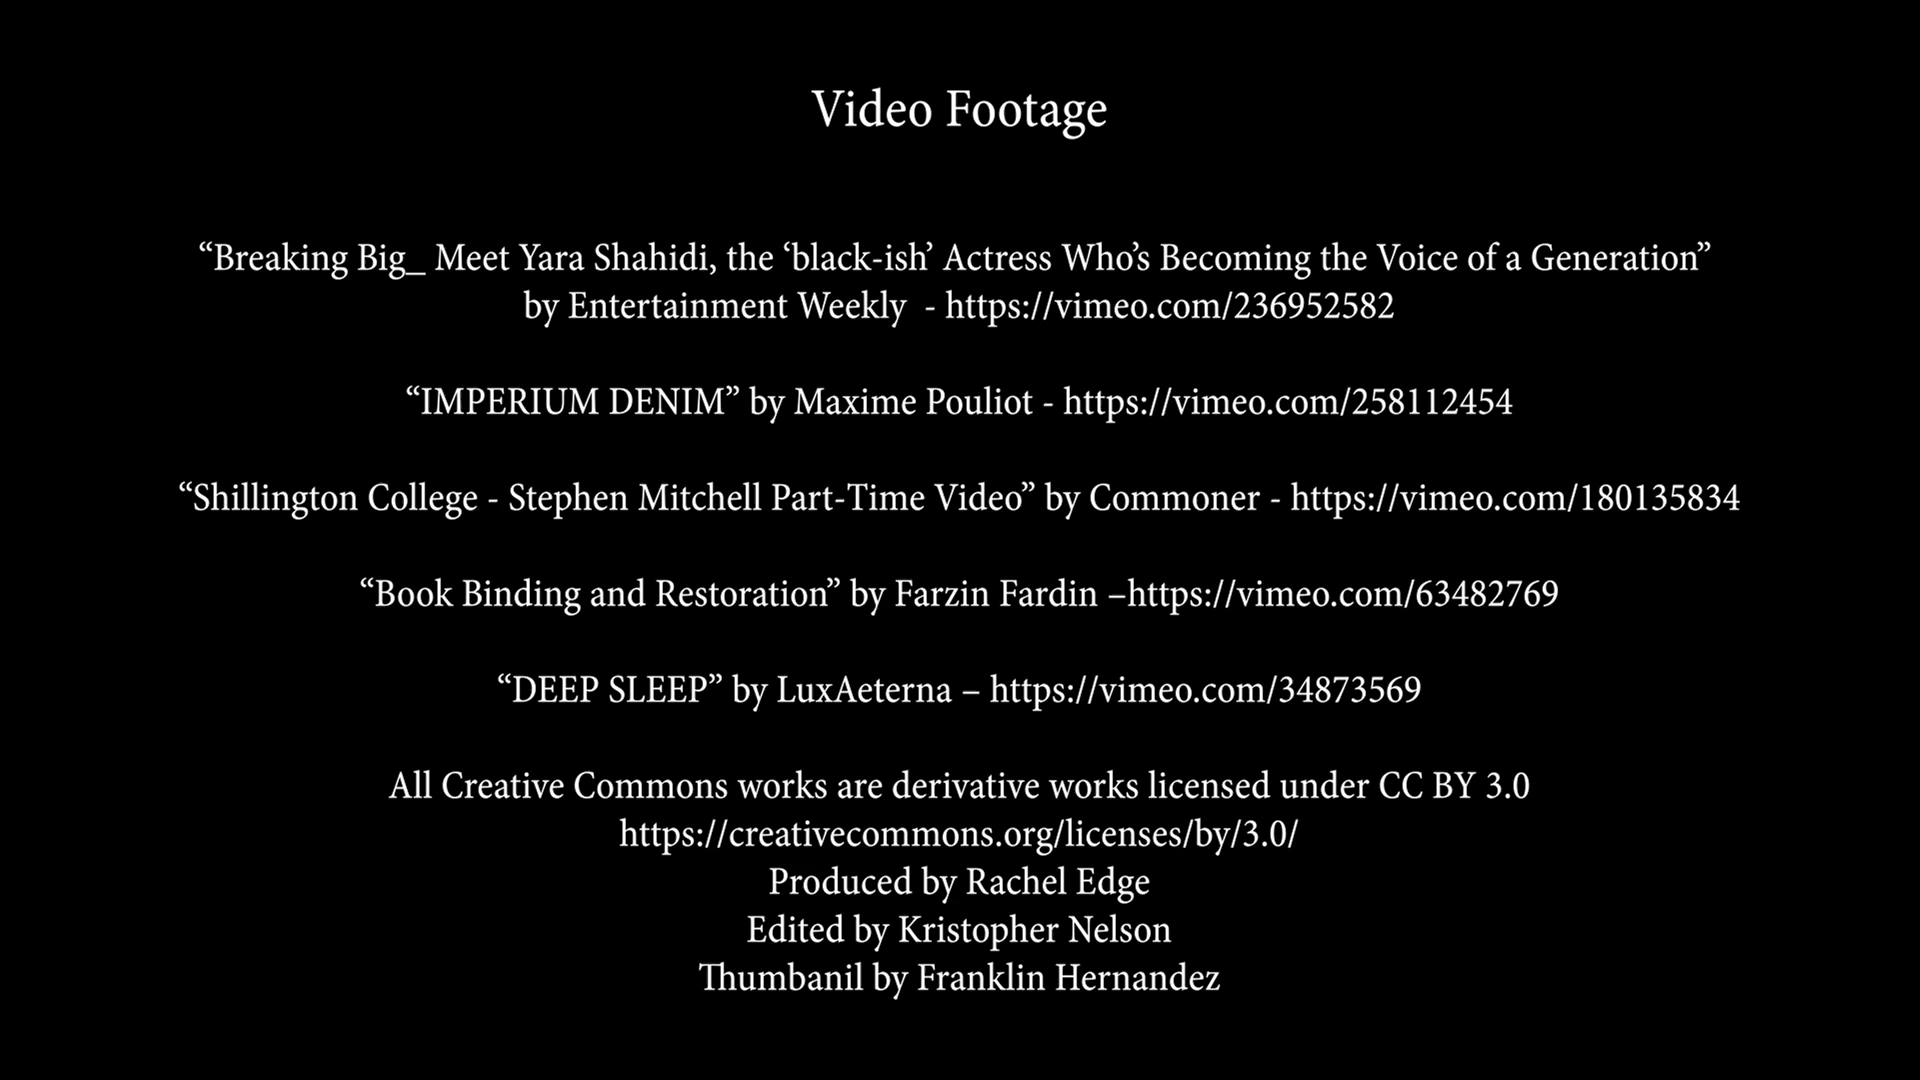 Video Footage
“Breaking Big_ Meet Yara Shahidi, the ‘black-ish’ Actress Who’s Becoming the Voice of a Generation”
by Entertainment Weekly  - https://vimeo.com/236952582
“IMPERIUM DENIM” by Maxime Pouliot - https://vimeo.com/258112454
“Shillington College - Stephen Mitchell Part-Time Video” by Commoner - https://vimeo.com/180135834
“Book Binding and Restoration” by Farzin Fardin –https://vimeo.com/63482769
“DEEP SLEEP” by LuxAeterna – https://vimeo.com/34873569
All Creative Commons works are derivative works licensed under CC BY 3.0
https://creativecommons.org/licenses/by/3.0/
Produced by Rachel Edge
Edited by Kristopher Nelson
Thumbanil by Franklin Hernandez